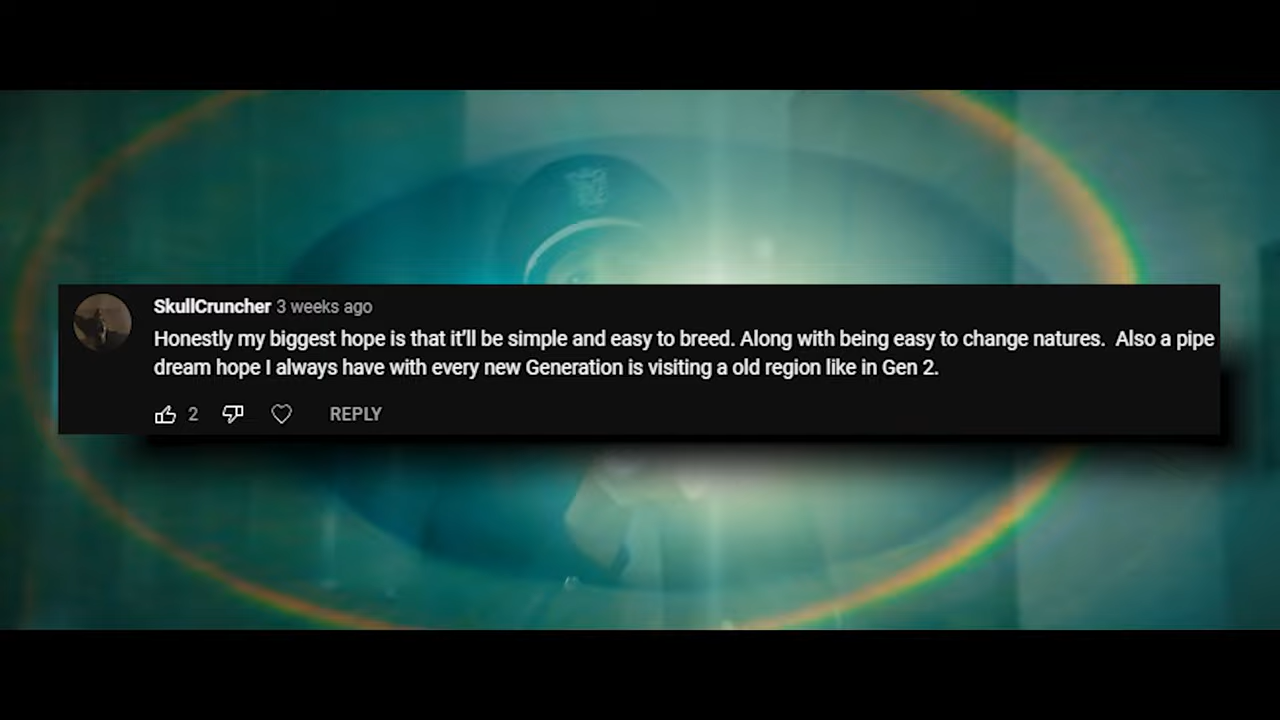 SkullCruncher 3 weeks ago
Honestly my biggest hope is that it'll be simple and easy to breed. Along with being easy to change natures.  Also a pipe
dream hope I always have with every new Generation is visiting a old region like in Gen 2.
2 REPLY